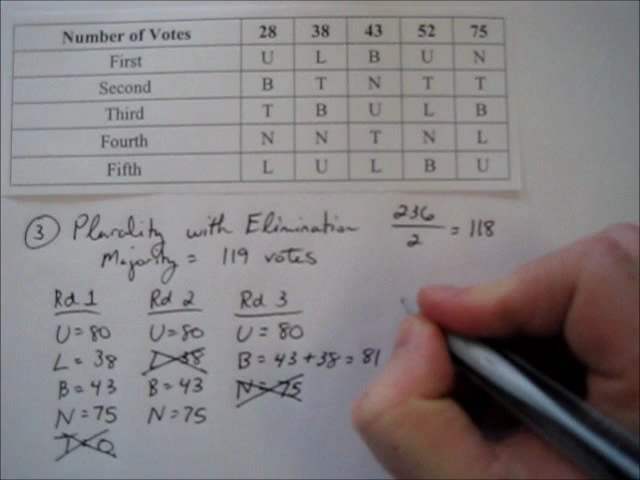 Number of Votes 28 38 43 52 75
First U L B U N
Second B T N T T
Third T B U L B
Fourth N N T N L
Fifth L U L B U
3 Plurality with Elimination 236/2 = 118
Majority = 119 votes
Rd 1 Rd 2 Rd 3
U = 80 U = 80 U = 80
L = 38 L = 38 B = 43 + 38 = 81
B = 43 B = 43 N = 75
N = 75 N = 75
T = 0